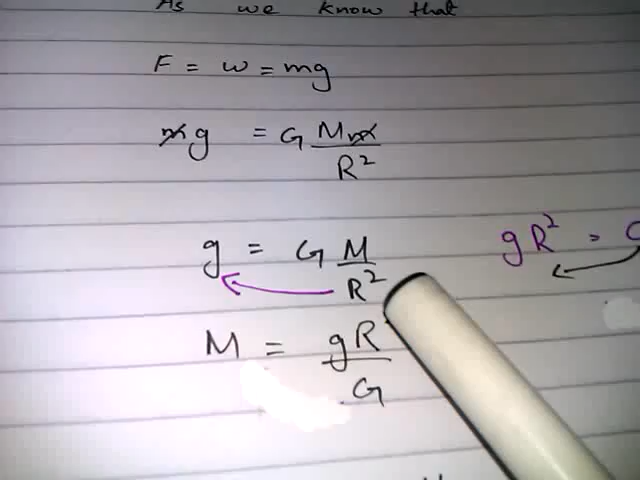 As we know that
F = w = mg
mg = G Mm/R²
g = G M/R² gR² =
M = gR/G